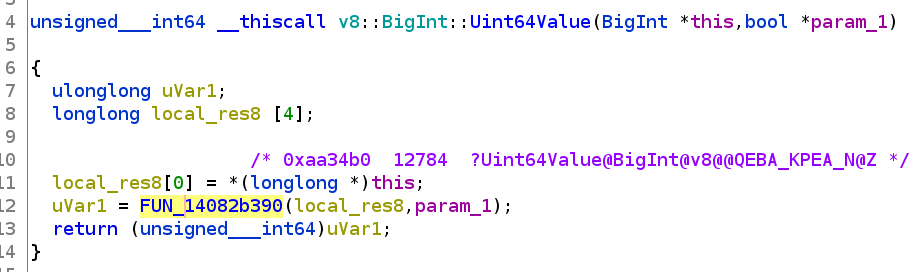 4 unsigned___int64 __thiscall v8::BigInt::Uint64Value(BigInt *this,bool *param_1)
5
6 {
7   ulonglong uVar1;
8   longlong local_res8 [4];
9
10                     /* 0xaa34b0  12784  ?Uint64Value@BigInt@v8@@QEBA_KPEA_N@Z */
11   local_res8[0] = *(longlong *)this;
12   uVar1 = FUN_14082b390(local_res8,param_1);
13   return (unsigned___int64)uVar1;
14 }